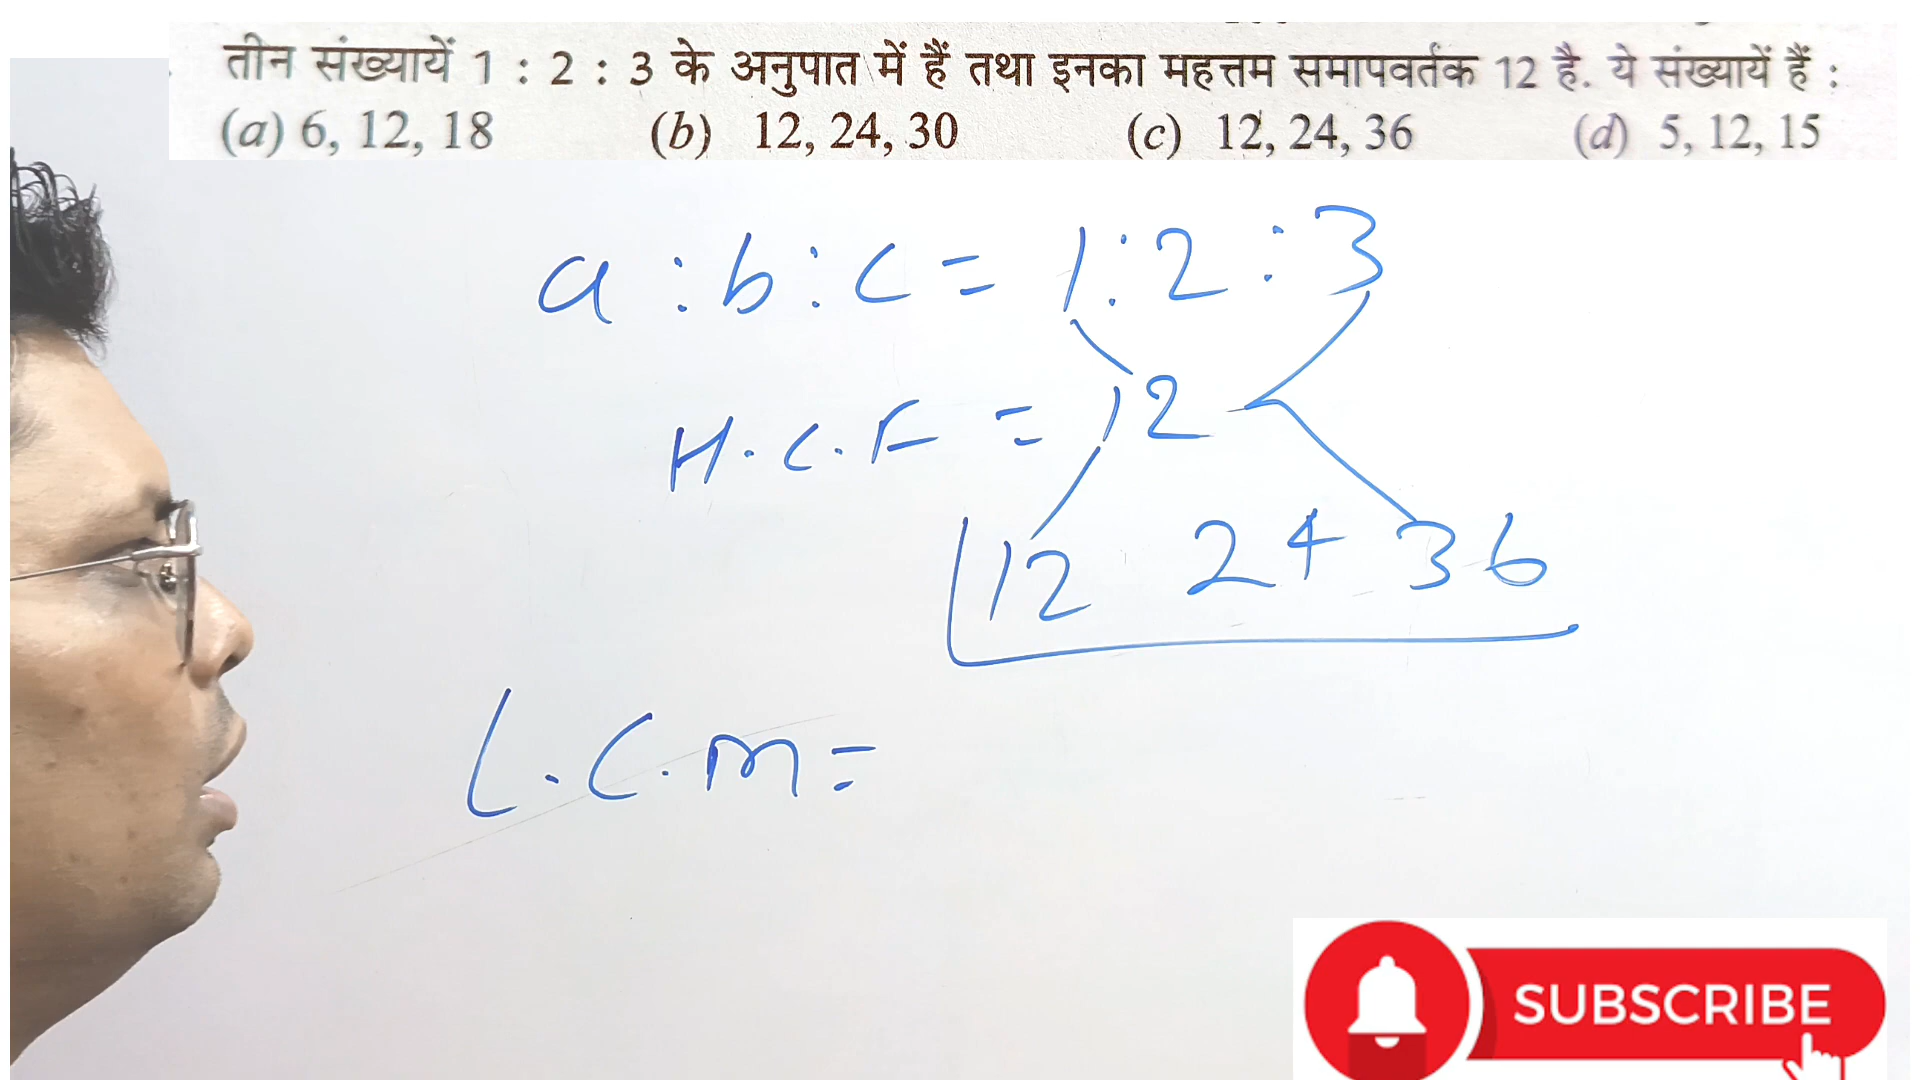 तीन संख्यायें 1 : 2 : 3 के अनुपात में हैं तथा इनका महत्तम समापवर्तक 12 है. ये संख्यायें हैं :
(a) 6, 12, 18 (b) 12, 24, 30 (c) 12, 24, 36 (d) 5, 12, 15
a : b : c = 1 : 2 : 3
H.C.F = 12
12 24 36
L.C.M =
SUBSCRIBE